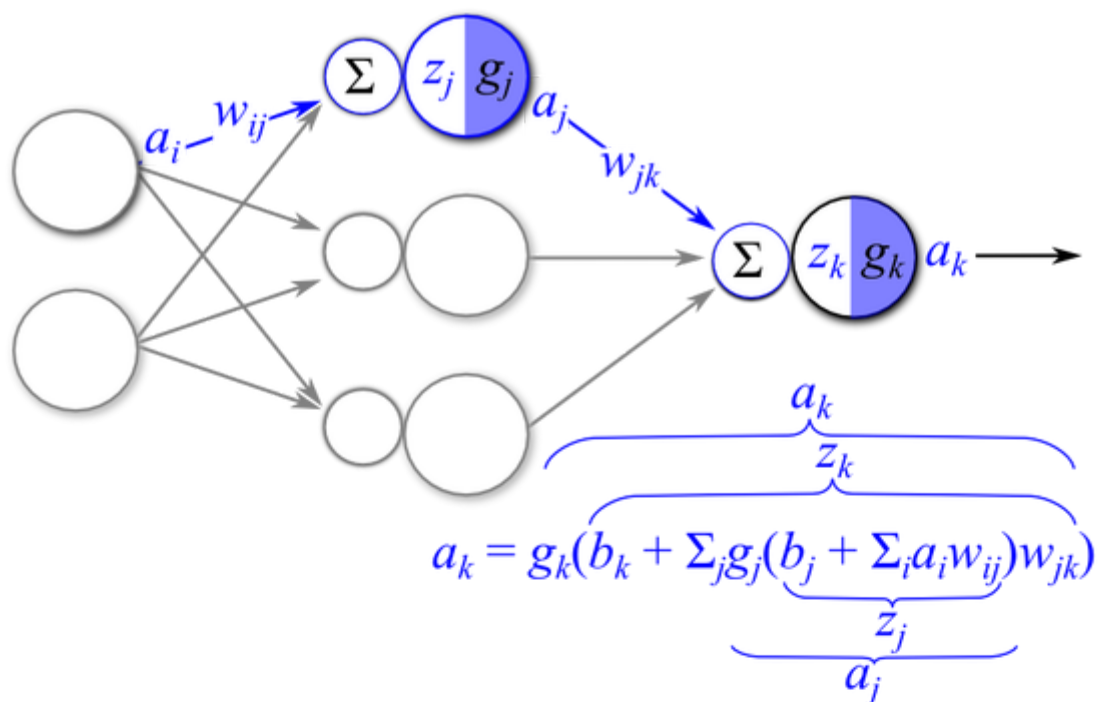 Σ z_j g_j
a_i w_ij
a_j
w_jk
Σ z_k g_k a_k
a_k
z_k
a_k = g_k(b_k + Σ_j g_j(b_j + Σ_i a_i w_ij)w_jk)
z_j
a_j